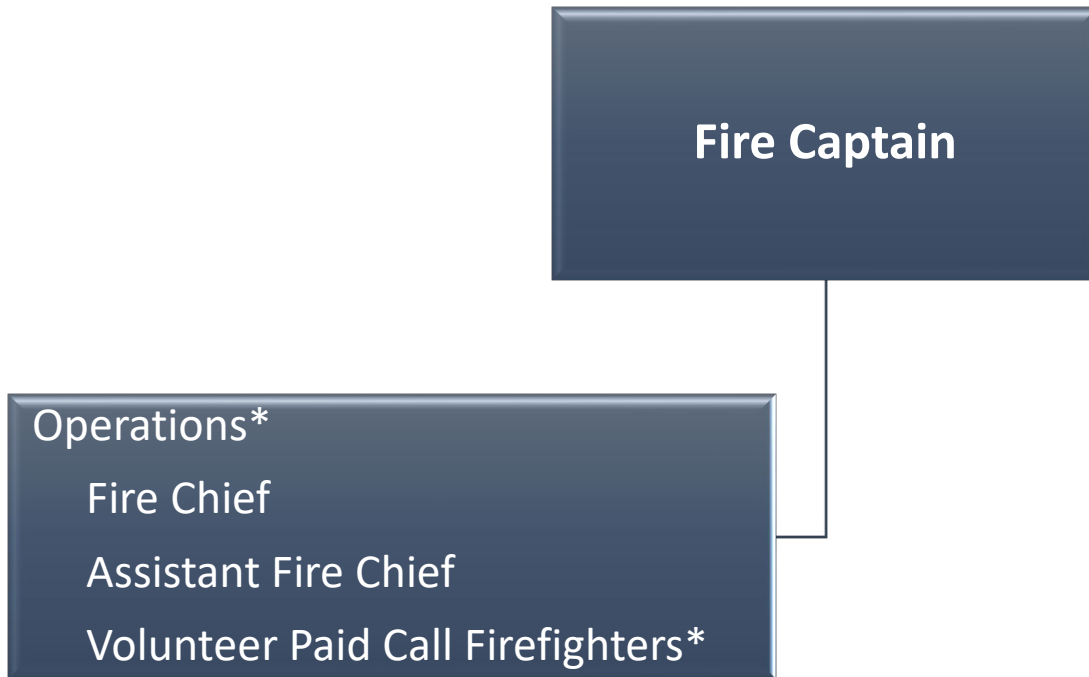 Fire Captain
Operations*
Fire Chief
Assistant Fire Chief
Volunteer Paid Call Firefighters*